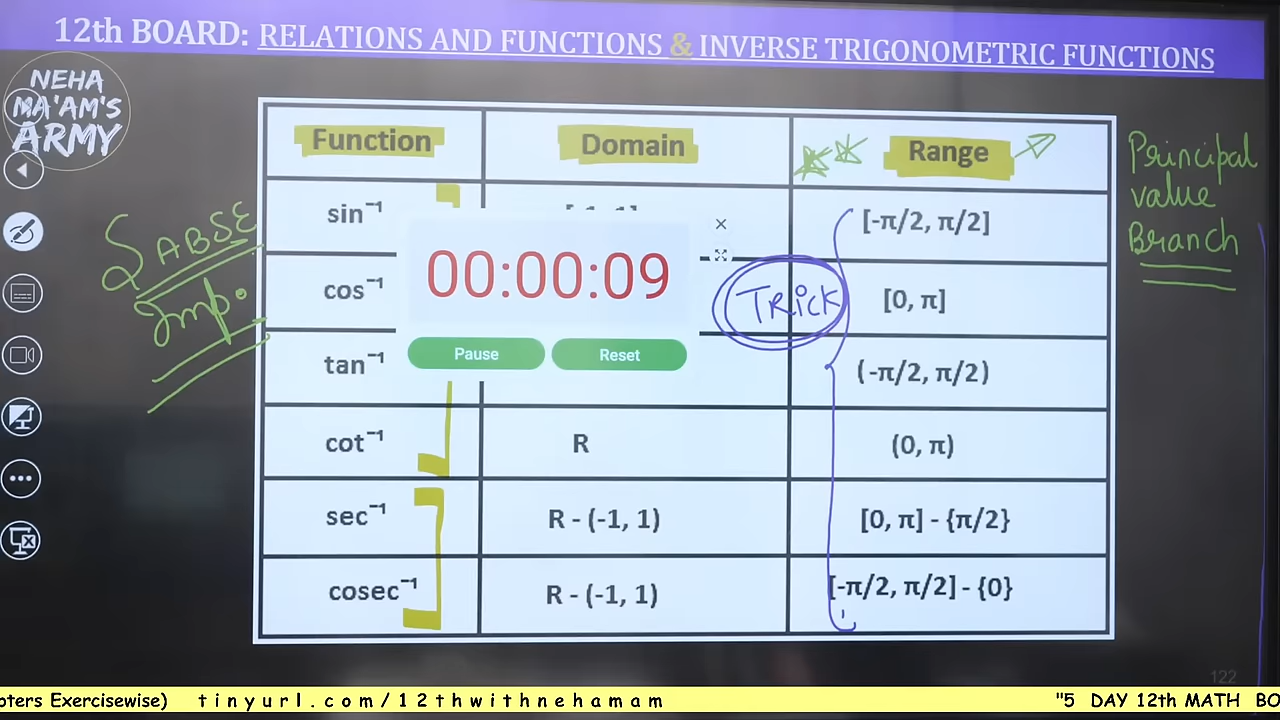 12th BOARD: RELATIONS AND FUNCTIONS & INVERSE TRIGONOMETRIC FUNCTIONS
NEHA
MA'AM'S
ARMY
Function Domain Range
Principal
value
Branch
SABSE
Imp.
sin⁻¹ [-π/2, π/2]
cos⁻¹ [0, π]
tan⁻¹ (-π/2, π/2)
cot⁻¹ R (0, π)
sec⁻¹ R - (-1, 1) [0, π] - {π/2}
cosec⁻¹ R - (-1, 1) [-π/2, π/2] - {0}
00:00:09
Pause Reset
TRICK
122
pters Exercisewise) tinyurl.com/12thwithnehamam "5 DAY 12th MATH BO